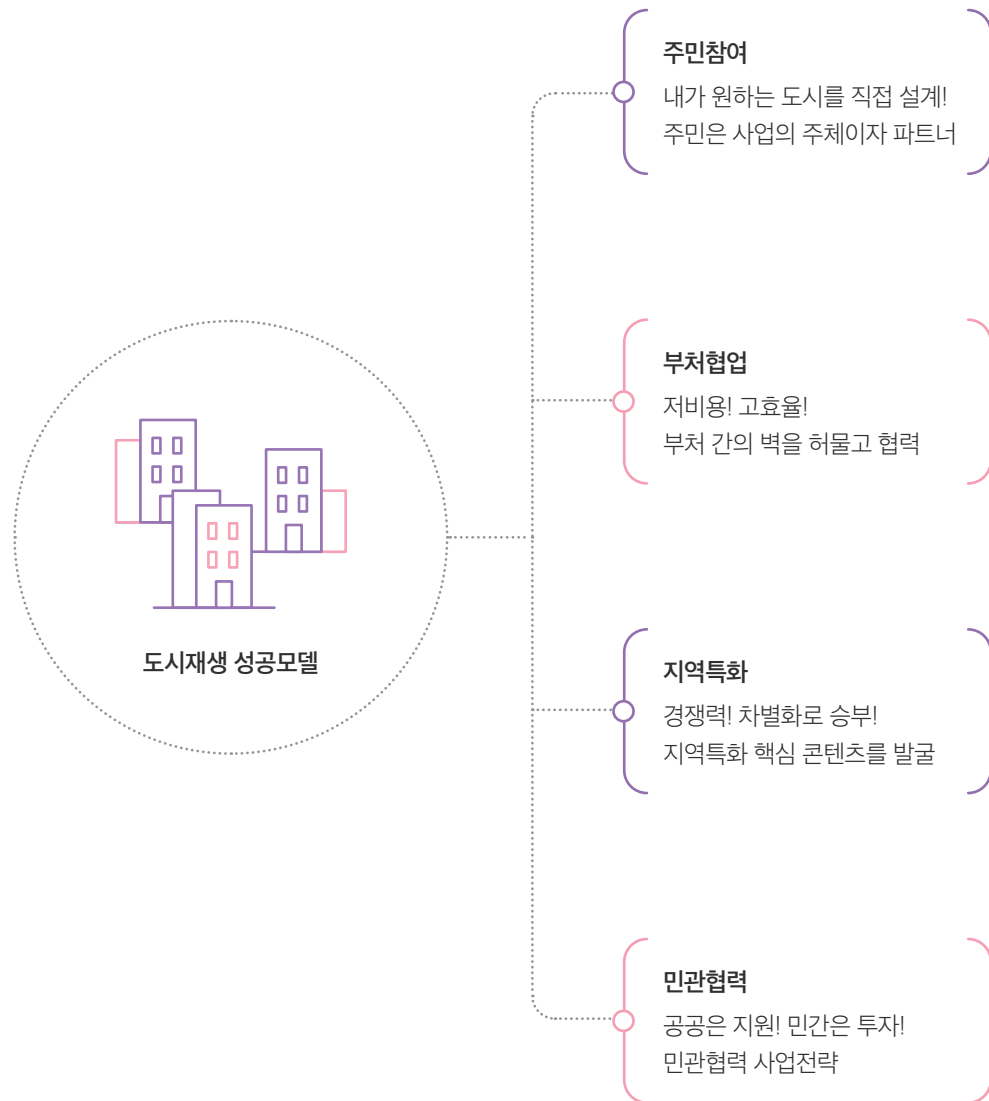 도시재생 성공모델
주민참여
내가 원하는 도시를 직접 설계!
주민은 사업의 주체이자 파트너
부처협업
저비용! 고효율!
부처 간의 벽을 허물고 협력
지역특화
경쟁력! 차별화로 승부!
지역특화 핵심 콘텐츠를 발굴
민관협력
공공은 지원! 민간은 투자!
민관협력 사업전략